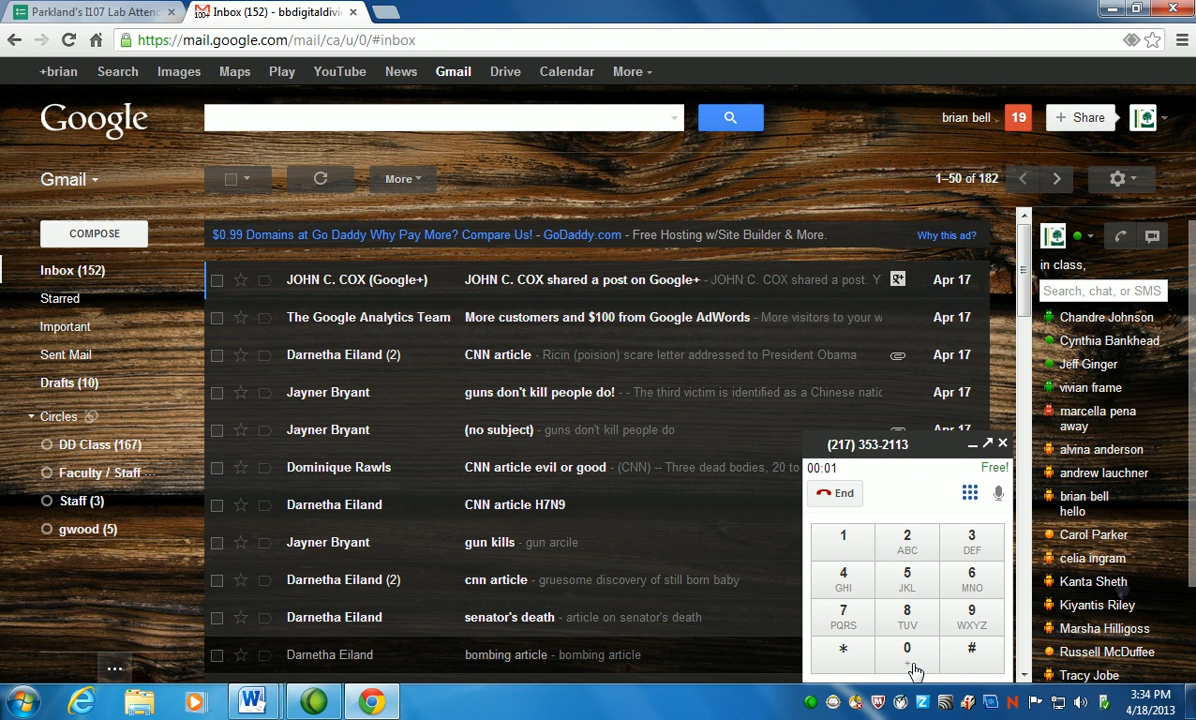 Parkland's I107 Lab Attenc
Inbox (152) - bbdigitaldivi
https://mail.google.com/mail/ca/u/0/#inbox
+brian Search Images Maps Play YouTube News Gmail Drive Calendar More
Google
brian bell 19 + Share
Gmail
More
1–50 of 182
COMPOSE
$0.99 Domains at Go Daddy Why Pay More? Compare Us! - GoDaddy.com - Free Hosting w/Site Builder & More. Why this ad?
in class,
Search, chat, or SMS
Inbox (152)
Starred
Important
Sent Mail
Drafts (10)
Circles
DD Class (167)
Faculty / Staff ...
Staff (3)
gwood (5)
...
JOHN C. COX (Google+) JOHN C. COX shared a post on Google+ - JOHN C. COX shared a post. Y Apr 17
The Google Analytics Team More customers and $100 from Google AdWords - More visitors to your w Apr 17
Darnetha Eiland (2) CNN article - Ricin (poision) scare letter addressed to President Obama Apr 17
Jayner Bryant guns don't kill people do! - - The third victim is identified as a Chinese natic Apr 17
Jayner Bryant (no subject) - guns don't kill people do Apr 17
Dominique Rawls CNN article evil or good - (CNN) -- Three dead bodies, 20 to
Darnetha Eiland CNN article H7N9
Jayner Bryant gun kills - gun arcile
Darnetha Eiland (2) cnn article - gruesome discovery of still born baby
Darnetha Eiland senator's death - article on senator's death
Darnetha Eiland bombing article - bombing article
(217) 353-2113
00:01 Free!
End
1 2 3
ABC DEF
4 5 6
GHI JKL MNO
7 8 9
PQRS TUV WXYZ
* 0 #
+
Chandre Johnson
Cynthia Bankhead
Jeff Ginger
vivian frame
marcella pena
away
alvina anderson
andrew lauchner
brian bell
hello
Carol Parker
celia ingram
Kanta Sheth
Kiyantis Riley
Marsha Hilligoss
Russell McDuffee
Tracy Jobe
3:34 PM
4/18/2013